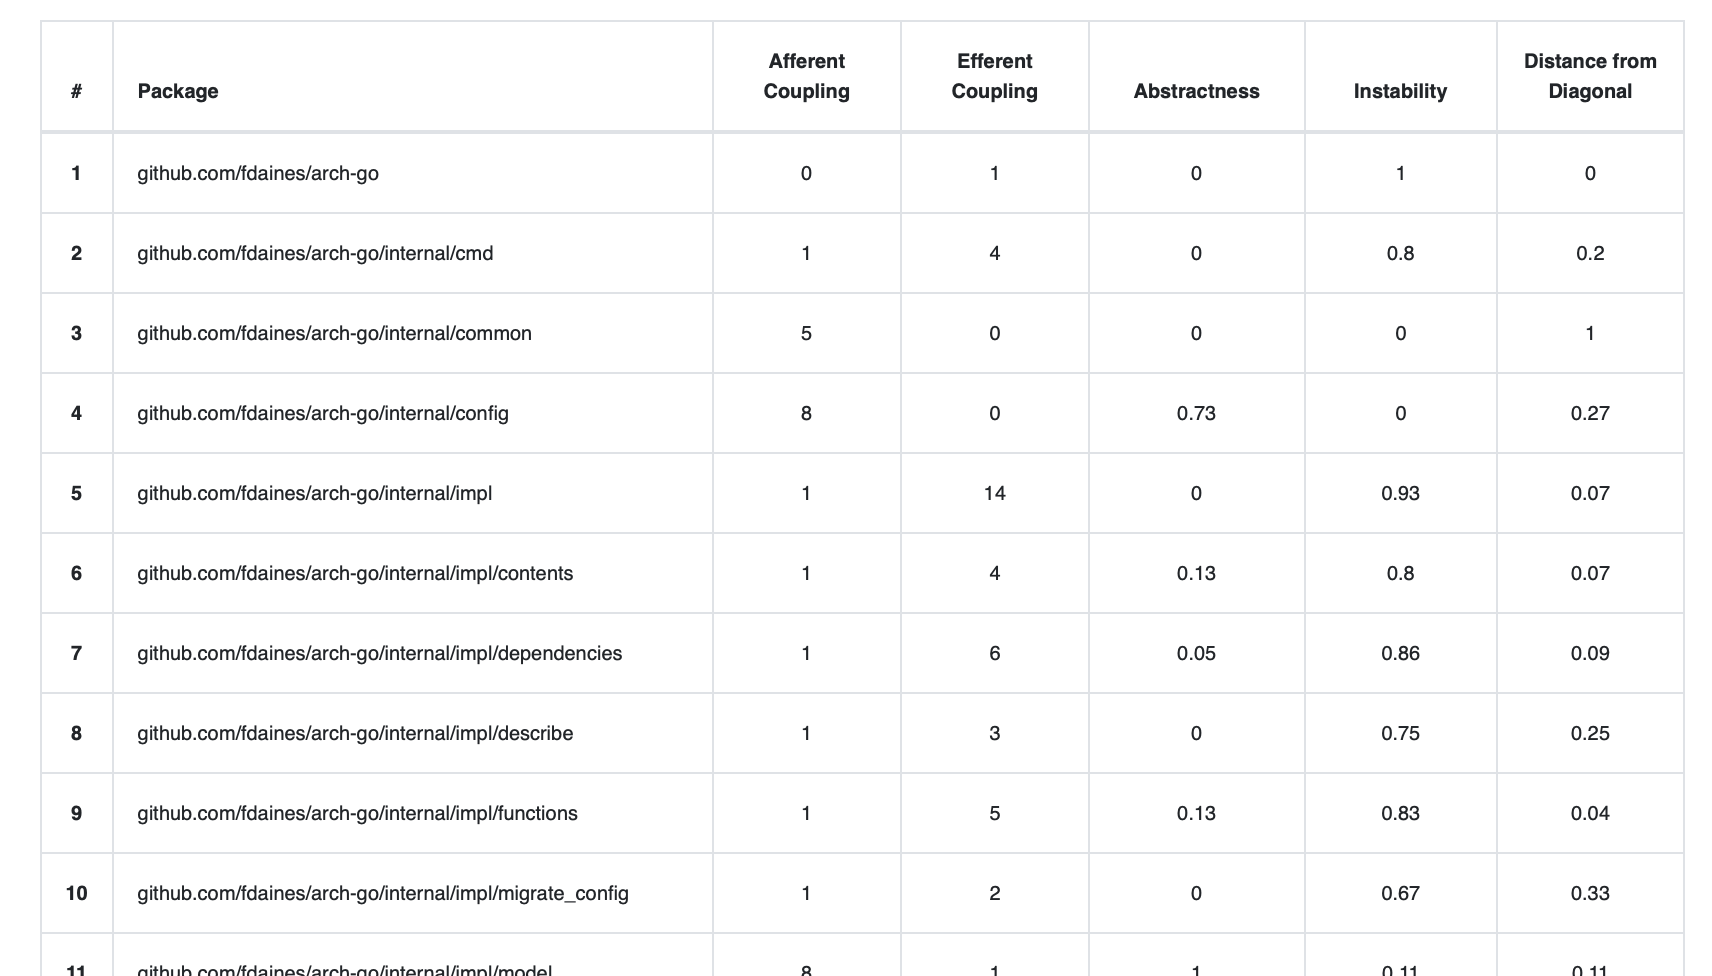 # Package Afferent Coupling Efferent Coupling Abstractness Instability Distance from Diagonal
1 github.com/fdaines/arch-go 0 1 0 1 0
2 github.com/fdaines/arch-go/internal/cmd 1 4 0 0.8 0.2
3 github.com/fdaines/arch-go/internal/common 5 0 0 0 1
4 github.com/fdaines/arch-go/internal/config 8 0 0.73 0 0.27
5 github.com/fdaines/arch-go/internal/impl 1 14 0 0.93 0.07
6 github.com/fdaines/arch-go/internal/impl/contents 1 4 0.13 0.8 0.07
7 github.com/fdaines/arch-go/internal/impl/dependencies 1 6 0.05 0.86 0.09
8 github.com/fdaines/arch-go/internal/impl/describe 1 3 0 0.75 0.25
9 github.com/fdaines/arch-go/internal/impl/functions 1 5 0.13 0.83 0.04
10 github.com/fdaines/arch-go/internal/impl/migrate_config 1 2 0 0.67 0.33
11 github.com/fdaines/arch-go/internal/impl/model 8 1 1 0.11 0.11